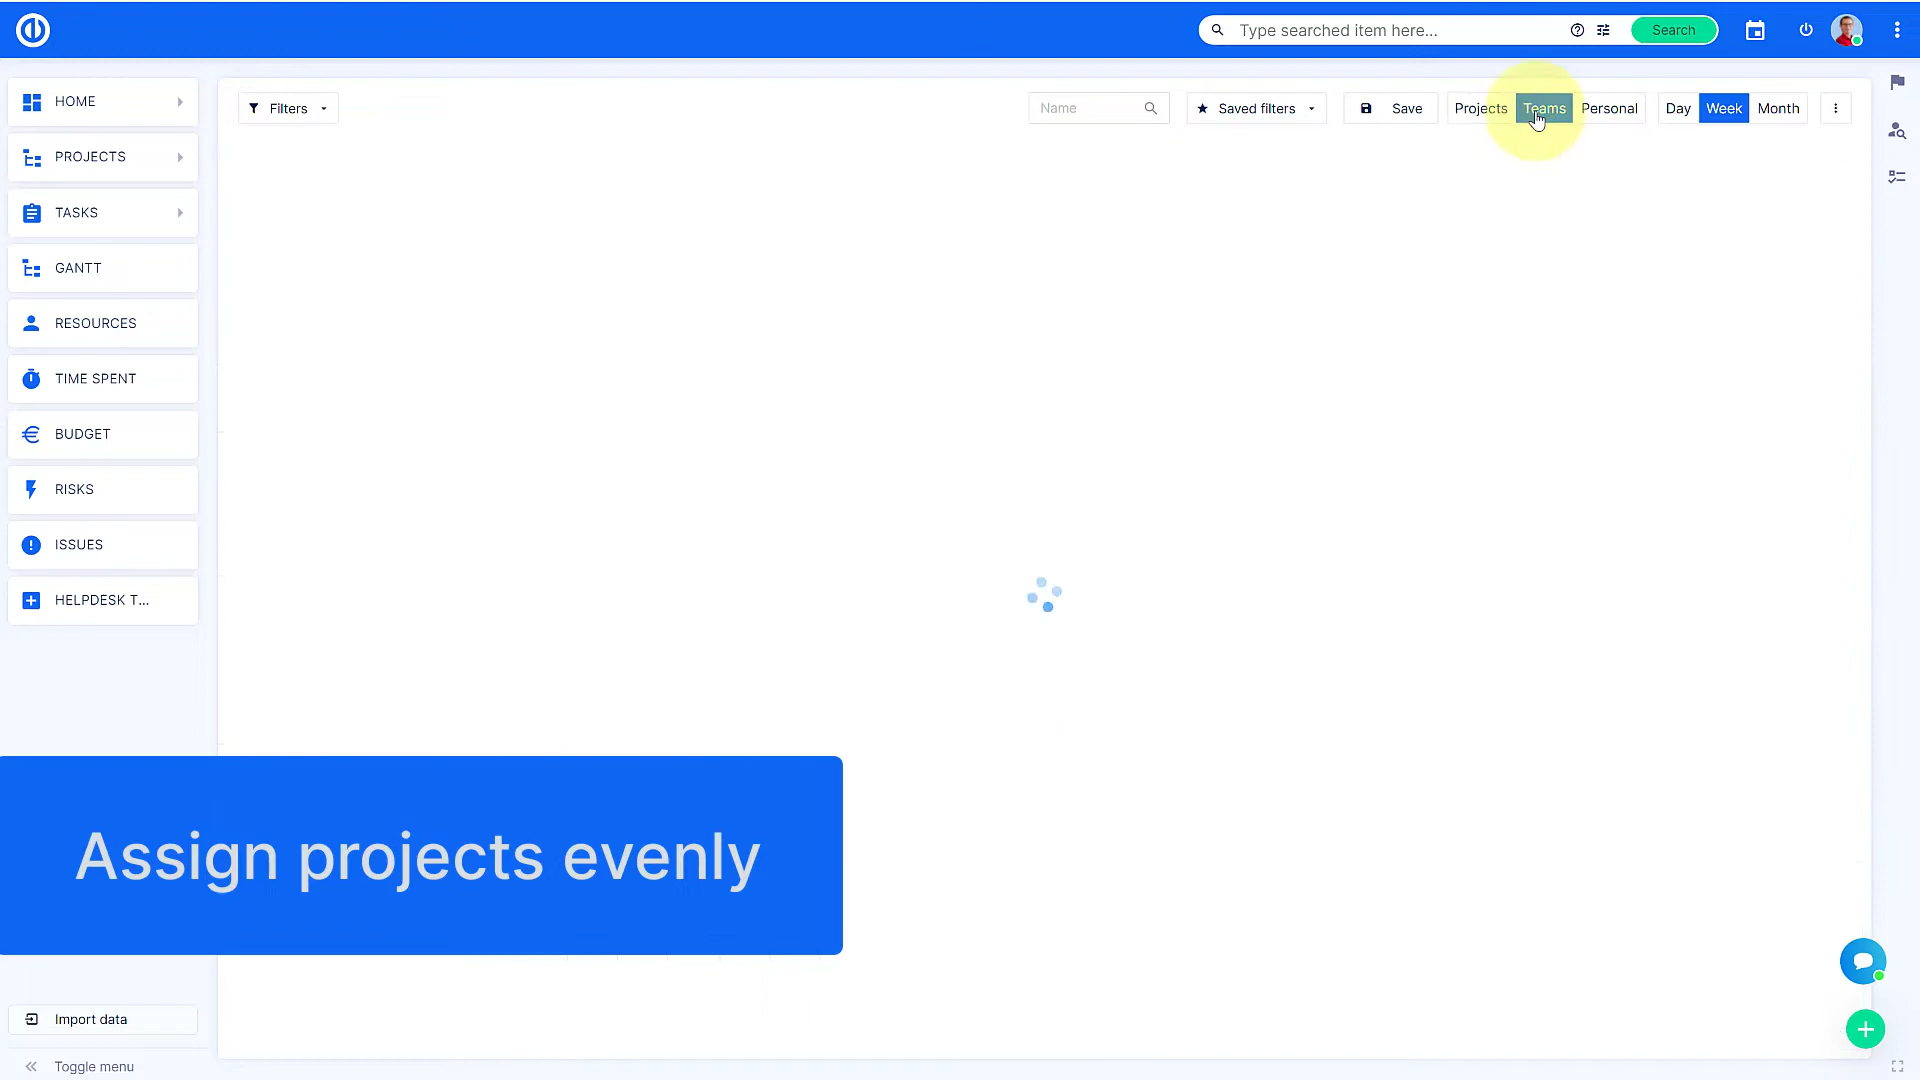 Type searched item here...
Search
HOME
PROJECTS
TASKS
GANTT
RESOURCES
TIME SPENT
BUDGET
RISKS
ISSUES
HELPDESK T...
Filters
Name
Saved filters
Save
Projects
Teams
Personal
Day
Week
Month
Assign projects evenly
Import data
Toggle menu